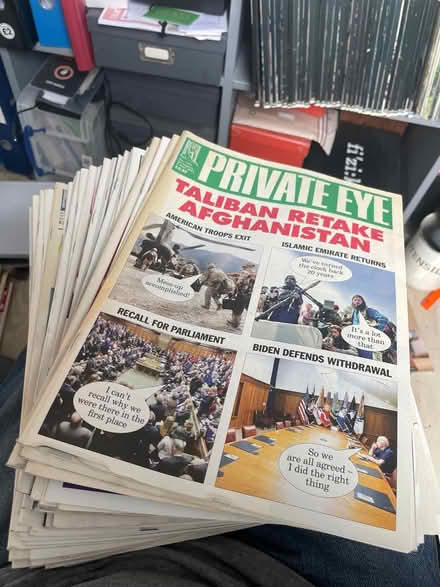 PRIVATE EYE
TALIBAN RETAKE
AFGHANISTAN
AMERICAN TROOPS EXIT
Mess-up
accomplished!
ISLAMIC EMIRATE RETURNS
We've turned
the clock back
20 years
It's a lot
more than
that
RECALL FOR PARLIAMENT
I can't
recall why we
were there in the
first place
BIDEN DEFENDS WITHDRAWAL
So we
are all agreed –
I did the right
thing
£2